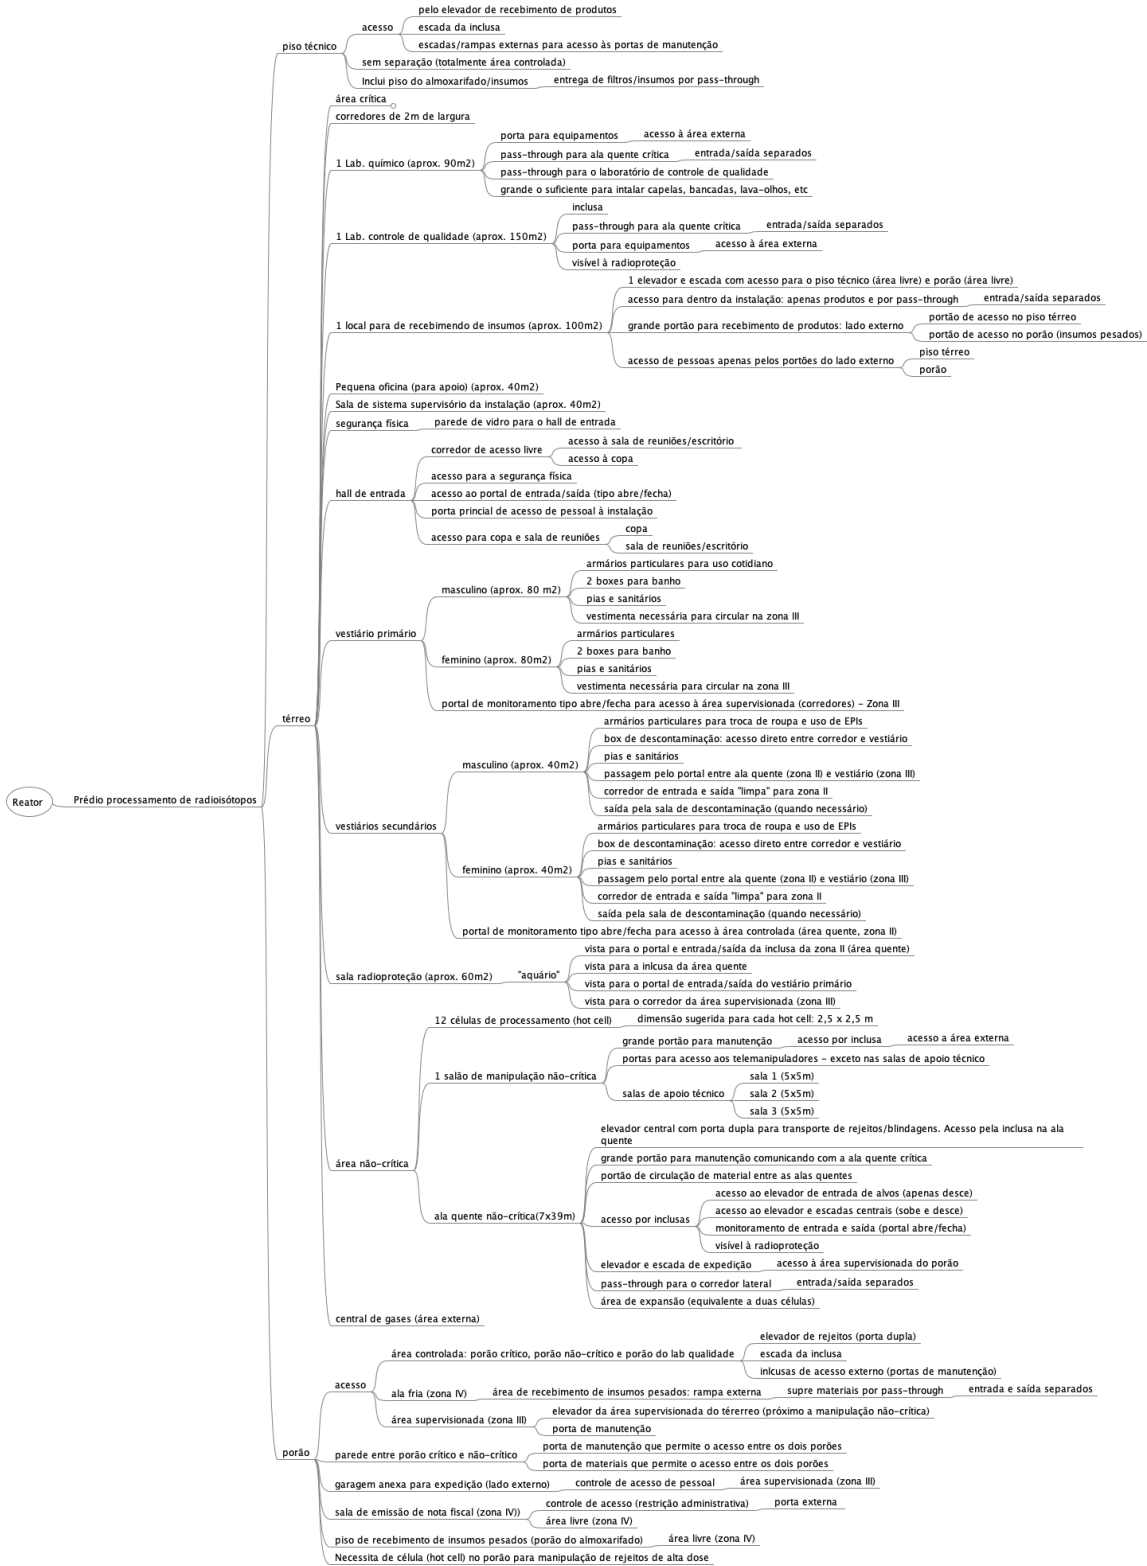 Reator
Prédio processamento de radioisótopos
piso técnico
acesso
pelo elevador de recebimento de produtos
escada da inclusa
escadas/rampas externas para acesso às portas de manutenção
sem separação (totalmente área controlada)
Inclui piso do almoxarifado/insumos
entrega de filtros/insumos por pass-through
térreo
área crítica
corredores de 2m de largura
1 Lab. químico (aprox. 90m2)
porta para equipamentos
acesso à área externa
pass-through para ala quente crítica
entrada/saída separados
pass-through para o laboratório de controle de qualidade
grande o suficiente para intalar capelas, bancadas, lava-olhos, etc
1 Lab. controle de qualidade (aprox. 150m2)
inclusa
pass-through para ala quente crítica
entrada/saída separados
porta para equipamentos
acesso à área externa
visível à radioproteção
1 local para de recebimendo de insumos (aprox. 100m2)
1 elevador e escada com acesso para o piso técnico (área livre) e porão (área livre)
acesso para dentro da instalação: apenas produtos e por pass-through
entrada/saída separados
grande portão para recebimento de produtos: lado externo
portão de acesso no piso térreo
portão de acesso no porão (insumos pesados)
acesso de pessoas apenas pelos portões do lado externo
piso térreo
porão
Pequena oficina (para apoio) (aprox. 40m2)
Sala de sistema supervisório da instalação (aprox. 40m2)
segurança física
parede de vidro para o hall de entrada
hall de entrada
corredor de acesso livre
acesso à sala de reuniões/escritório
acesso à copa
acesso para a segurança física
acesso ao portal de entrada/saída (tipo abre/fecha)
porta princial de acesso de pessoal à instalação
acesso para copa e sala de reuniões
copa
sala de reuniões/escritório
vestiário primário
masculino (aprox. 80 m2)
armários particulares para uso cotidiano
2 boxes para banho
pias e sanitários
vestimenta necessária para circular na zona III
feminino (aprox. 80m2)
armários particulares
2 boxes para banho
pias e sanitários
vestimenta necessária para circular na zona III
portal de monitoramento tipo abre/fecha para acesso à área supervisionada (corredores) - Zona III
vestiários secundários
masculino (aprox. 40m2)
armários particulares para troca de roupa e uso de EPIs
box de descontaminação: acesso direto entre corredor e vestiário
pias e sanitários
passagem pelo portal entre ala quente (zona II) e vestiário (zona III)
corredor de entrada e saída "limpa" para zona II
saída pela sala de descontaminação (quando necessário)
feminino (aprox. 40m2)
armários particulares para troca de roupa e uso de EPIs
box de descontaminação: acesso direto entre corredor e vestiário
pias e sanitários
passagem pelo portal entre ala quente (zona II) e vestiário (zona III)
corredor de entrada e saída "limpa" para zona II
saída pela sala de descontaminação (quando necessário)
portal de monitoramento tipo abre/fecha para acesso à área controlada (área quente, zona II)
sala radioproteção (aprox. 60m2)
"aquário"
vista para o portal e entrada/saída da inclusa da zona II (área quente)
vista para a inlcusa da área quente
vista para o portal de entrada/saída do vestiário primário
vista para o corredor da área supervisionada (zona III)
área não-crítica
12 células de processamento (hot cell)
dimensão sugerida para cada hot cell: 2,5 x 2,5 m
1 salão de manipulação não-crítica
grande portão para manutenção
acesso por inclusa
acesso a área externa
portas para acesso aos telemanipuladores - exceto nas salas de apoio técnico
salas de apoio técnico
sala 1 (5x5m)
sala 2 (5x5m)
sala 3 (5x5m)
ala quente não-crítica(7x39m)
elevador central com porta dupla para transporte de rejeitos/blindagens. Acesso pela inclusa na ala
quente
grande portão para manutenção comunicando com a ala quente crítica
portão de circulação de material entre as alas quentes
acesso por inclusas
acesso ao elevador de entrada de alvos (apenas desce)
acesso ao elevador e escadas centrais (sobe e desce)
monitoramento de entrada e saída (portal abre/fecha)
visível à radioproteção
elevador e escada de expedição
acesso à área supervisionada do porão
pass-through para o corredor lateral
entrada/saída separados
área de expansão (equivalente a duas células)
central de gases (área externa)
porão
acesso
área controlada: porão crítico, porão não-crítico e porão do lab qualidade
elevador de rejeitos (porta dupla)
escada da inclusa
inlcusas de acesso externo (portas de manutenção)
ala fria (zona IV)
área de recebimento de insumos pesados: rampa externa
supre materiais por pass-through
entrada e saída separados
área supervisionada (zona III)
elevador da área supervisionada do térerreo (próximo a manipulação não-crítica)
porta de manutenção
parede entre porão crítico e não-crítico
porta de manutenção que permite o acesso entre os dois porões
porta de materiais que permite o acesso entre os dois porões
garagem anexa para expedição (lado externo)
controle de acesso de pessoal
área supervisionada (zona III)
sala de emissão de nota fiscal (zona IV))
controle de acesso (restrição administrativa)
porta externa
área livre (zona IV)
piso de recebimento de insumos pesados (porão do almoxarifado)
área livre (zona IV)
Necessita de célula (hot cell) no porão para manipulação de rejeitos de alta dose